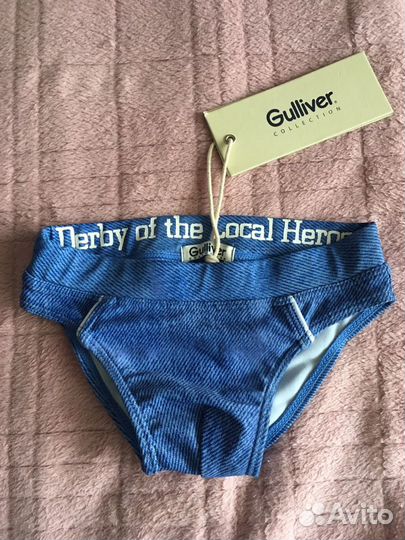 Gulliver
COLLECTION
Derby of the Local Heroes
Gulliver
Avito